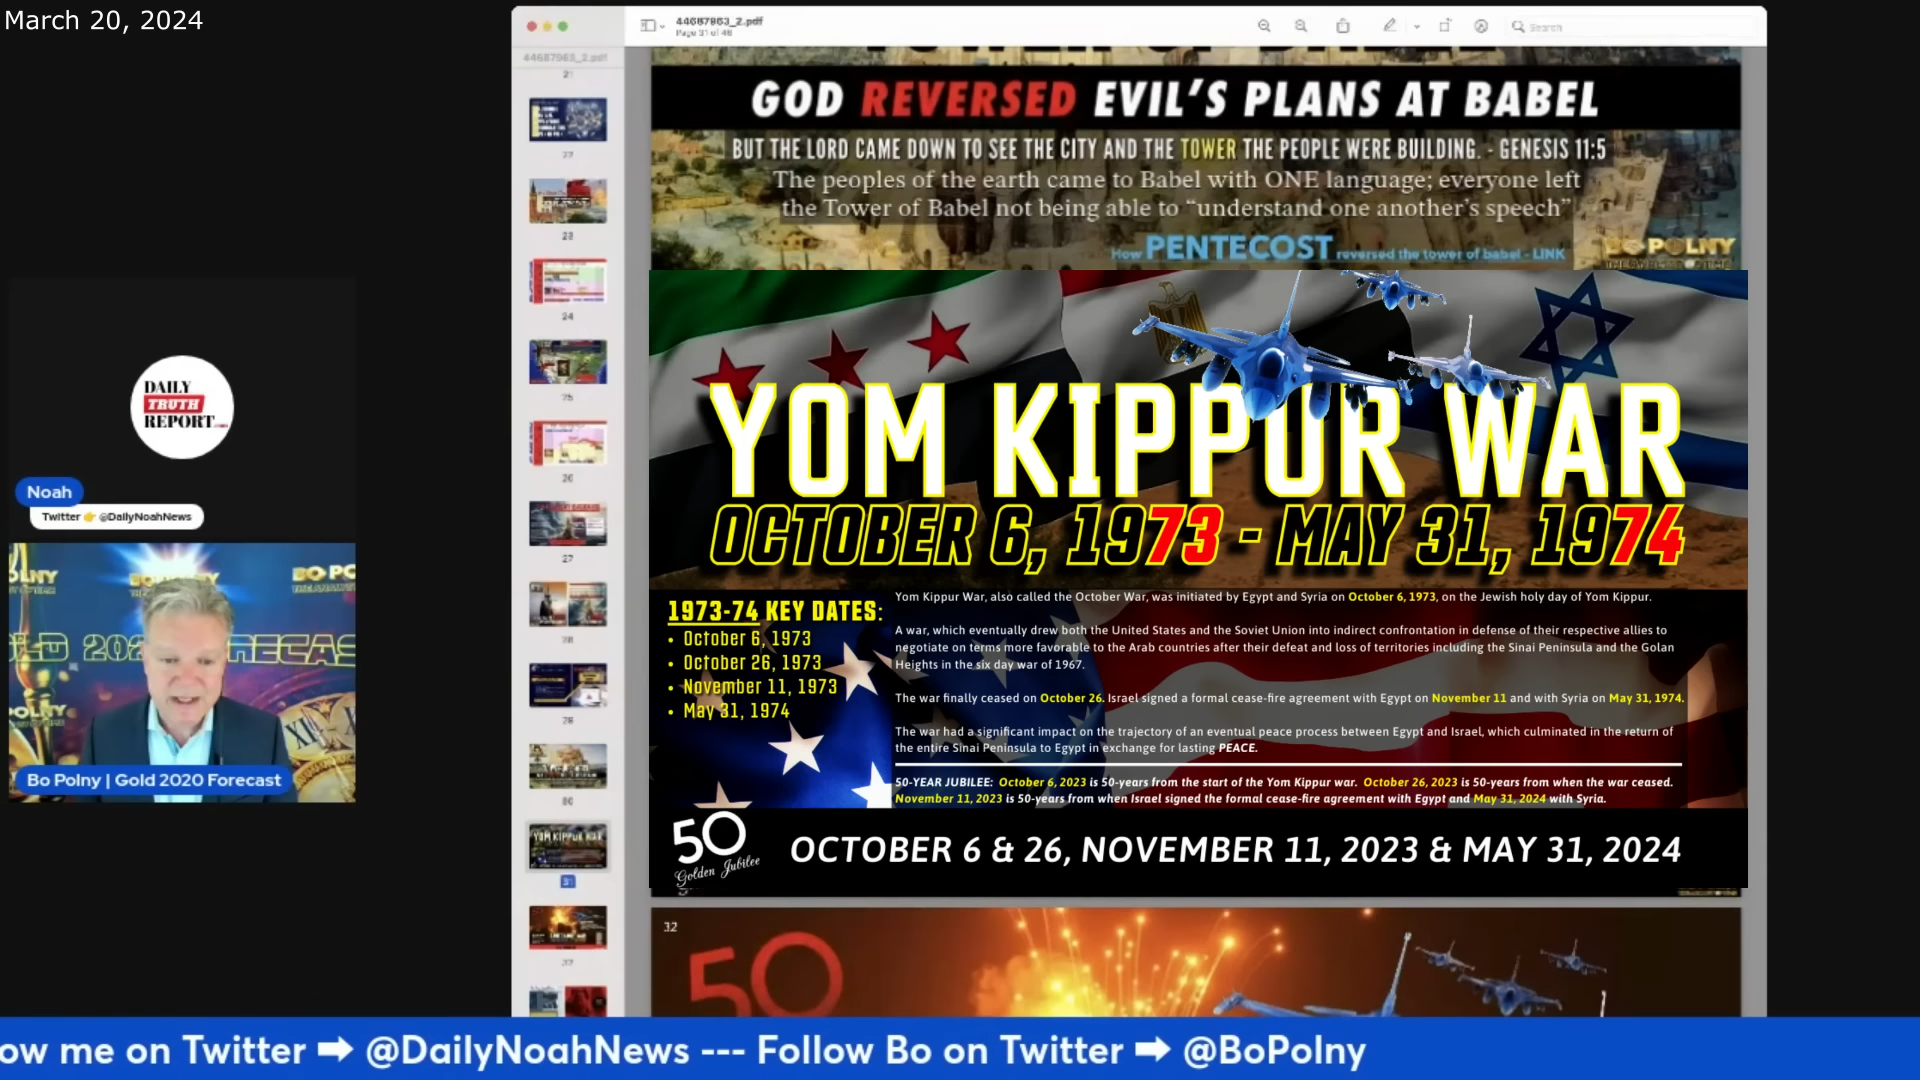 March 20, 2024
44687963_2.pdf
Page 31 of 48
Search
44687963_2.pdf
GOD REVERSED EVIL'S PLANS AT BABEL
BUT THE LORD CAME DOWN TO SEE THE CITY AND THE TOWER THE PEOPLE WERE BUILDING. - GENESIS 11:5
The peoples of the earth came to Babel with ONE language; everyone left
the Tower of Babel not being able to “understand one another's speech”
How PENTECOST reversed the tower of babel - LINK
BO POLNY
YOM KIPPUR WAR
OCTOBER 6, 1973 - MAY 31, 1974
1973-74 KEY DATES:
• October 6, 1973
• October 26, 1973
• November 11, 1973
• May 31, 1974
Yom Kippur War, also called the October War, was initiated by Egypt and Syria on October 6, 1973, on the Jewish holy day of Yom Kippur.
A war, which eventually drew both the United States and the Soviet Union into indirect confrontation in defense of their respective allies to
negotiate on terms more favorable to the Arab countries after their defeat and loss of territories including the Sinai Peninsula and the Golan
Heights in the six day war of 1967.
The war finally ceased on October 26. Israel signed a formal cease-fire agreement with Egypt on November 11 and with Syria on May 31, 1974.
The war had a significant impact on the trajectory of an eventual peace process between Egypt and Israel, which culminated in the return of
the entire Sinai Peninsula to Egypt in exchange for lasting PEACE.
50-YEAR JUBILEE: October 6, 2023 is 50-years from the start of the Yom Kippur war. October 26, 2023 is 50-years from when the war ceased.
November 11, 2023 is 50-years from when Israel signed the formal cease-fire agreement with Egypt and May 31, 2024 with Syria.
50
Golden Jubilee
OCTOBER 6 & 26, NOVEMBER 11, 2023 & MAY 31, 2024
32
50
DAILY
TRUTH
REPORT
Noah
Twitter 👉 @DailyNoahNews
BO POLNY
Bo Polny | Gold 2020 Forecast
24
27
31
ow me on Twitter ➡ @DailyNoahNews --- Follow Bo on Twitter ➡ @BoPolny